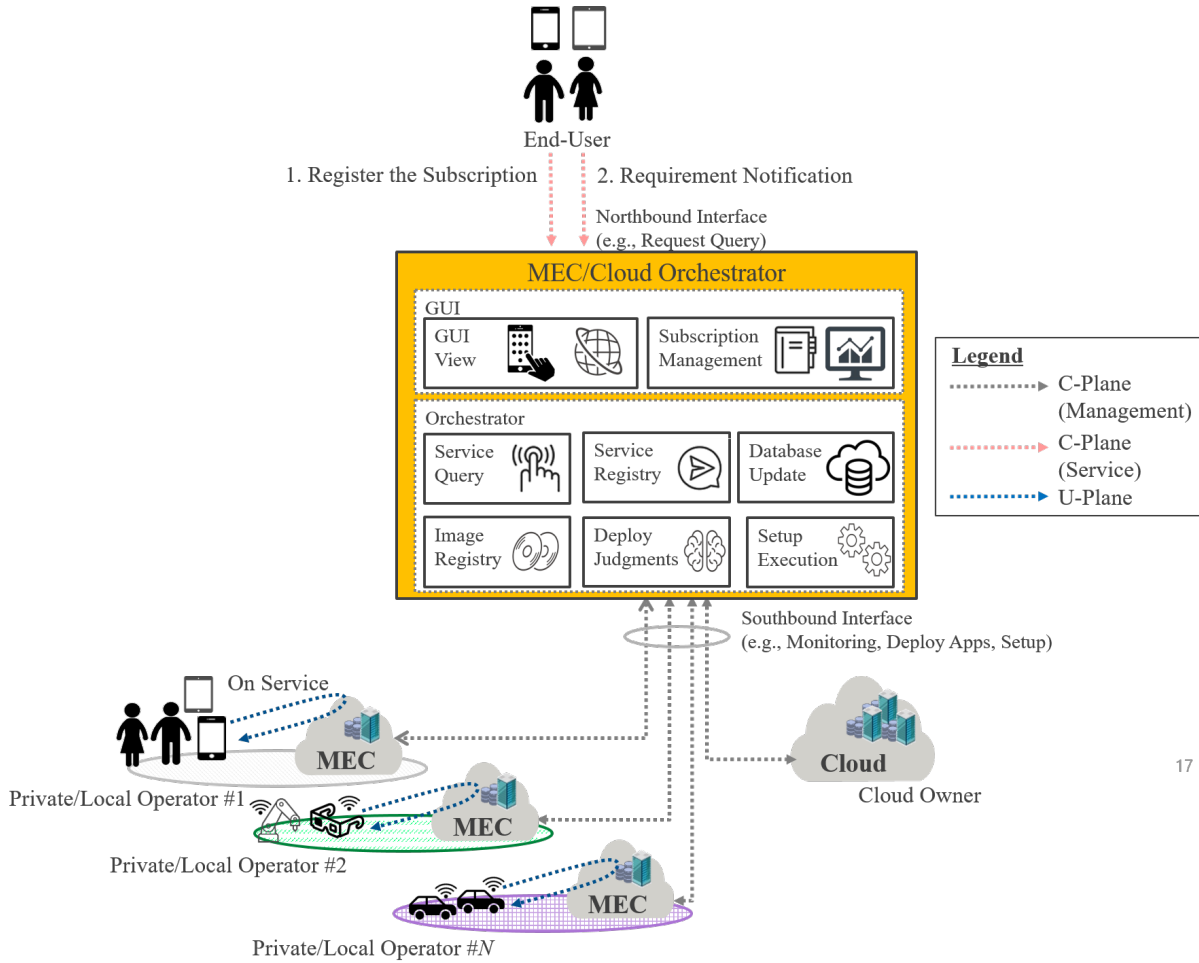 End-User
1. Register the Subscription
2. Requirement Notification
Northbound Interface
(e.g., Request Query)
MEC/Cloud Orchestrator
GUI
GUI
View
Subscription
Management
Orchestrator
Service
Query
Service
Registry
Database
Update
Image
Registry
Deploy
Judgments
Setup
Execution
Legend
C-Plane
(Management)
C-Plane
(Service)
U-Plane
Southbound Interface
(e.g., Monitoring, Deploy Apps, Setup)
On Service
MEC
Private/Local Operator #1
MEC
Private/Local Operator #2
MEC
Private/Local Operator #N
Cloud
Cloud Owner
17